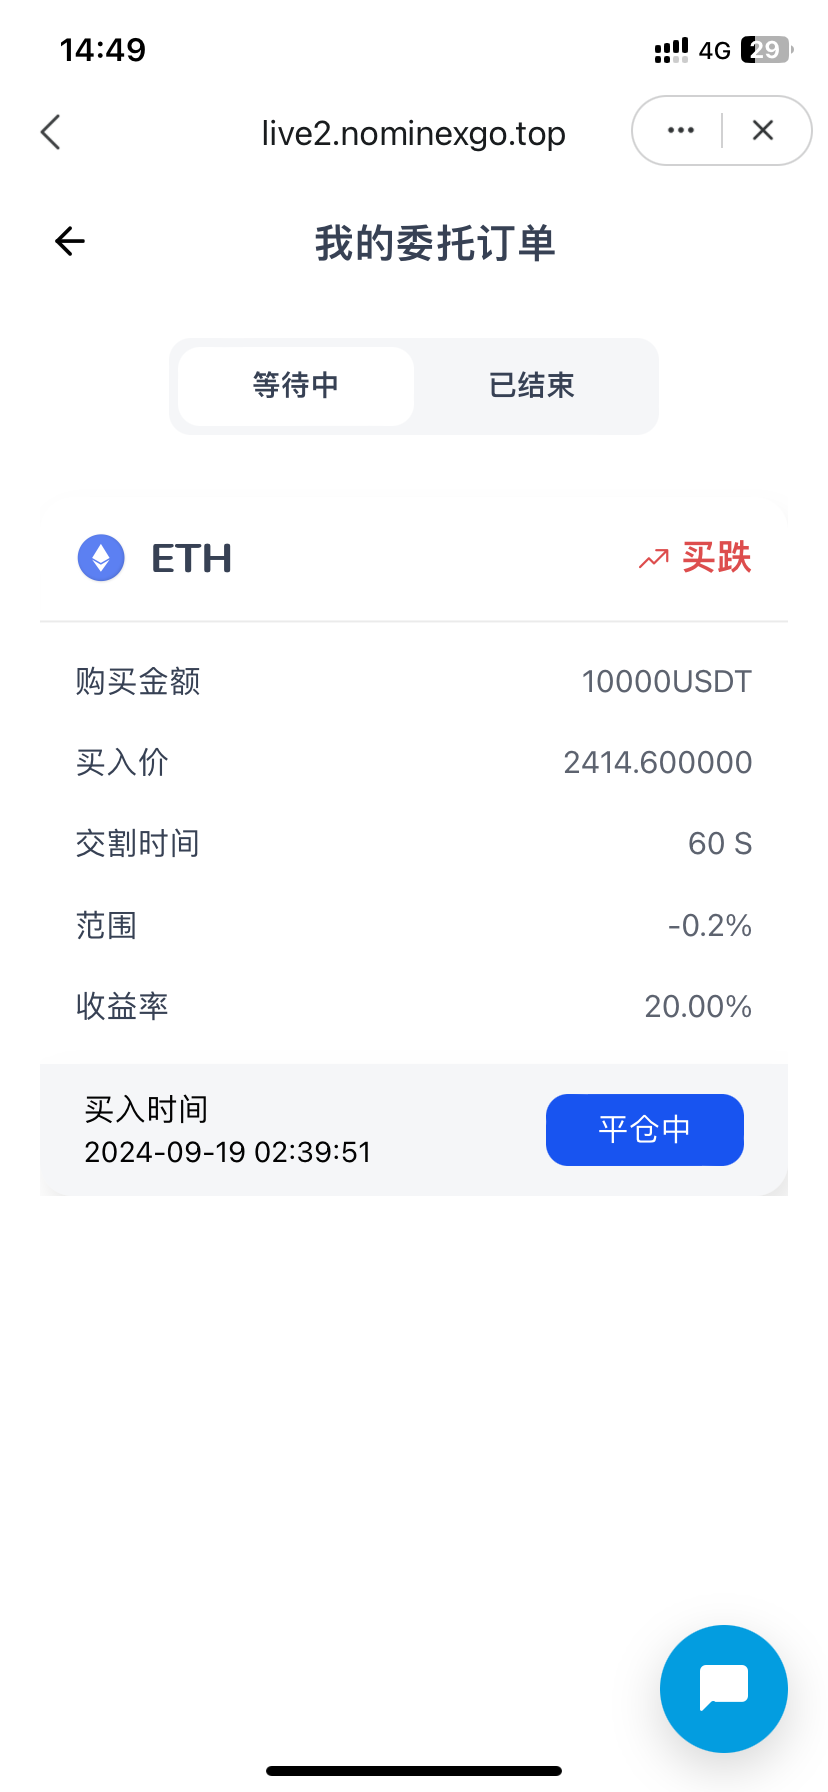 14:49
4G 29
live2.nominexgo.top
我的委托订单
等待中 已结束
ETH 买跌
购买金额 10000USDT
买入价 2414.600000
交割时间 60 S
范围 -0.2%
收益率 20.00%
买入时间
2024-09-19 02:39:51
平仓中